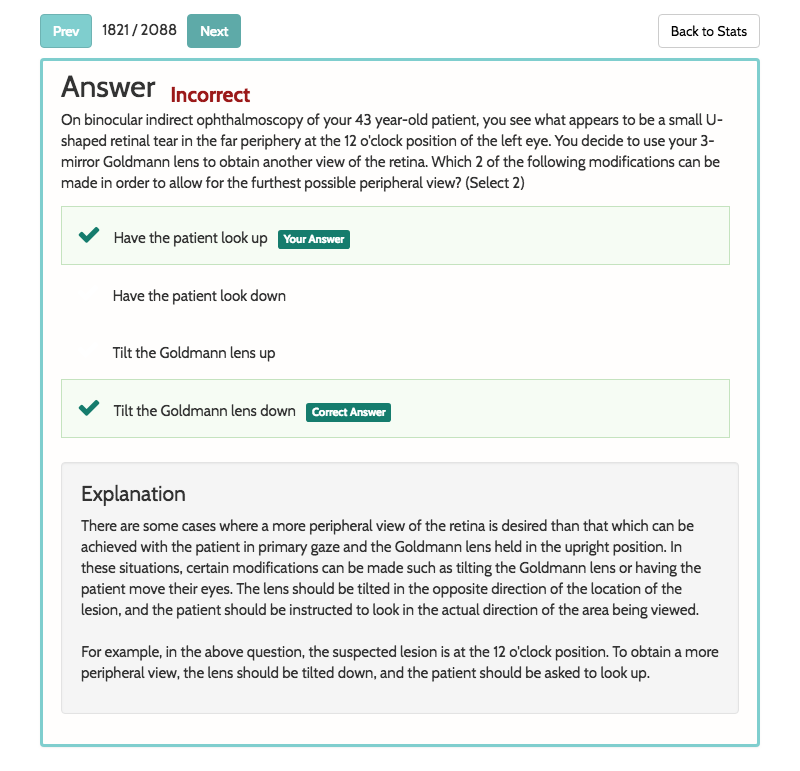 Prev 1821 / 2088 Next Back to Stats
Answer Incorrect
On binocular indirect ophthalmoscopy of your 43 year-old patient, you see what appears to be a small U-
shaped retinal tear in the far periphery at the 12 o'clock position of the left eye. You decide to use your 3-
mirror Goldmann lens to obtain another view of the retina. Which 2 of the following modifications can be
made in order to allow for the furthest possible peripheral view? (Select 2)
Have the patient look up Your Answer
Have the patient look down
Tilt the Goldmann lens up
Tilt the Goldmann lens down Correct Answer
Explanation
There are some cases where a more peripheral view of the retina is desired than that which can be
achieved with the patient in primary gaze and the Goldmann lens held in the upright position. In
these situations, certain modifications can be made such as tilting the Goldmann lens or having the
patient move their eyes. The lens should be tilted in the opposite direction of the location of the
lesion, and the patient should be instructed to look in the actual direction of the area being viewed.
For example, in the above question, the suspected lesion is at the 12 o'clock position. To obtain a more
peripheral view, the lens should be tilted down, and the patient should be asked to look up.